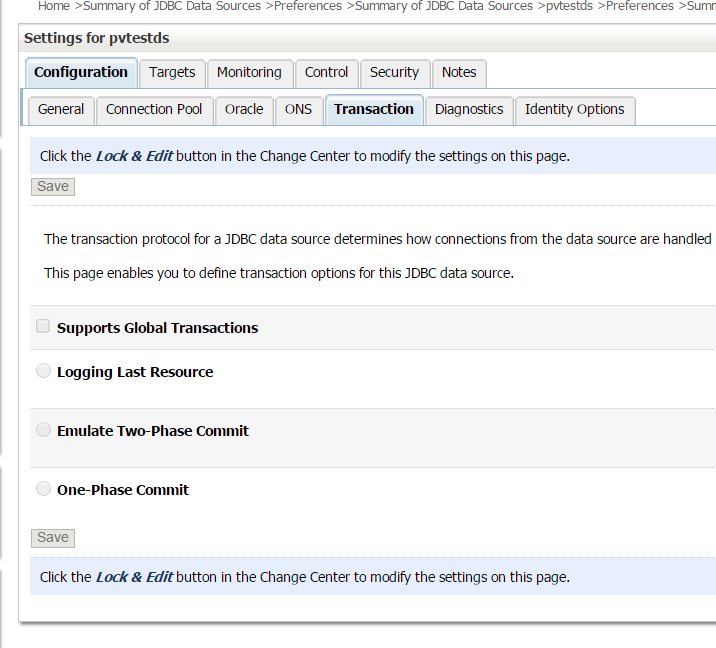 Home >Summary of JDBC Data Sources >Preferences >Summary of JDBC Data Sources >pvtestds >Preferences >Summ
Settings for pvtestds
Configuration Targets Monitoring Control Security Notes
General Connection Pool Oracle ONS Transaction Diagnostics Identity Options
Click the Lock & Edit button in the Change Center to modify the settings on this page.
Save
The transaction protocol for a JDBC data source determines how connections from the data source are handled
This page enables you to define transaction options for this JDBC data source.
Supports Global Transactions
Logging Last Resource
Emulate Two-Phase Commit
One-Phase Commit
Save
Click the Lock & Edit button in the Change Center to modify the settings on this page.